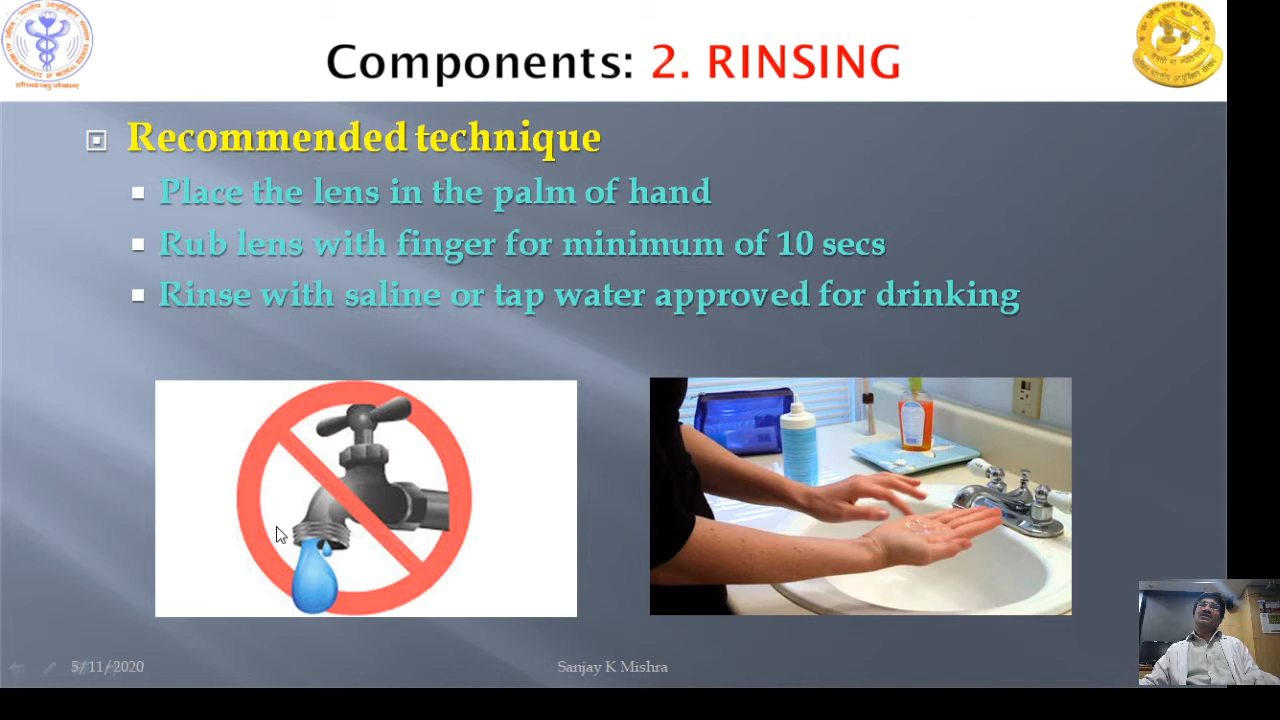 Components: 2. RINSING
Recommended technique
Place the lens in the palm of hand
Rub lens with finger for minimum of 10 secs
Rinse with saline or tap water approved for drinking
5/11/2020
Sanjay K Mishra